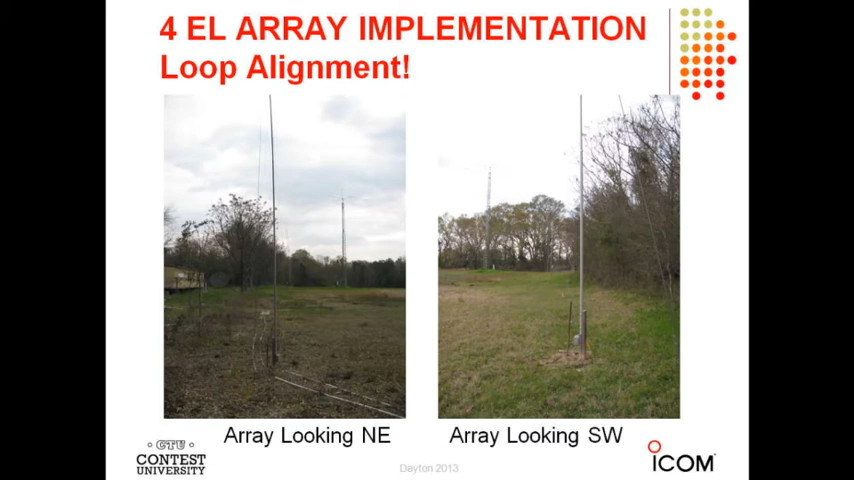 4 EL ARRAY IMPLEMENTATION
Loop Alignment!
Array Looking NE
Array Looking SW
CTU
CONTEST
UNIVERSITY
Dayton 2013
ICOM